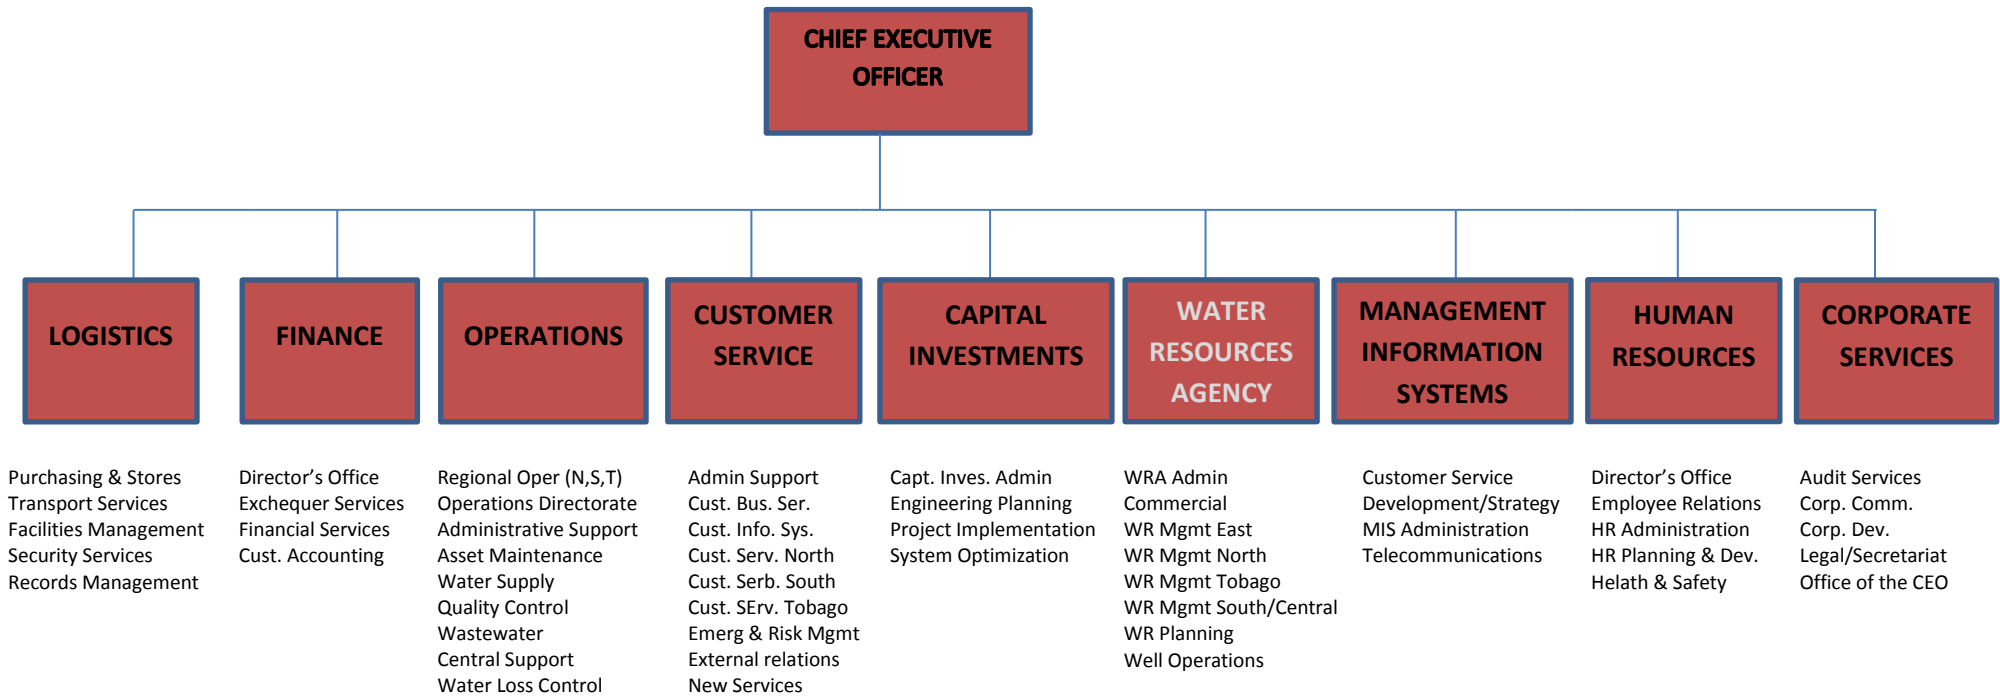 CHIEF EXECUTIVE
OFFICER
LOGISTICS
FINANCE
OPERATIONS
CUSTOMER
SERVICE
CAPITAL
INVESTMENTS
WATER
RESOURCES
AGENCY
MANAGEMENT
INFORMATION
SYSTEMS
HUMAN
RESOURCES
CORPORATE
SERVICES
Purchasing & Stores
Transport Services
Facilities Management
Security Services
Records Management
Director’s Office
Exchequer Services
Financial Services
Cust. Accounting
Regional Oper (N,S,T)
Operations Directorate
Administrative Support
Asset Maintenance
Water Supply
Quality Control
Wastewater
Central Support
Water Loss Control
Admin Support
Cust. Bus. Ser.
Cust. Info. Sys.
Cust. Serv. North
Cust. Serb. South
Cust. SErv. Tobago
Emerg & Risk Mgmt
External relations
New Services
Capt. Inves. Admin
Engineering Planning
Project Implementation
System Optimization
WRA Admin
Commercial
WR Mgmt East
WR Mgmt North
WR Mgmt Tobago
WR Mgmt South/Central
WR Planning
Well Operations
Customer Service
Development/Strategy
MIS Administration
Telecommunications
Director’s Office
Employee Relations
HR Administration
HR Planning & Dev.
Helath & Safety
Audit Services
Corp. Comm.
Corp. Dev.
Legal/Secretariat
Office of the CEO